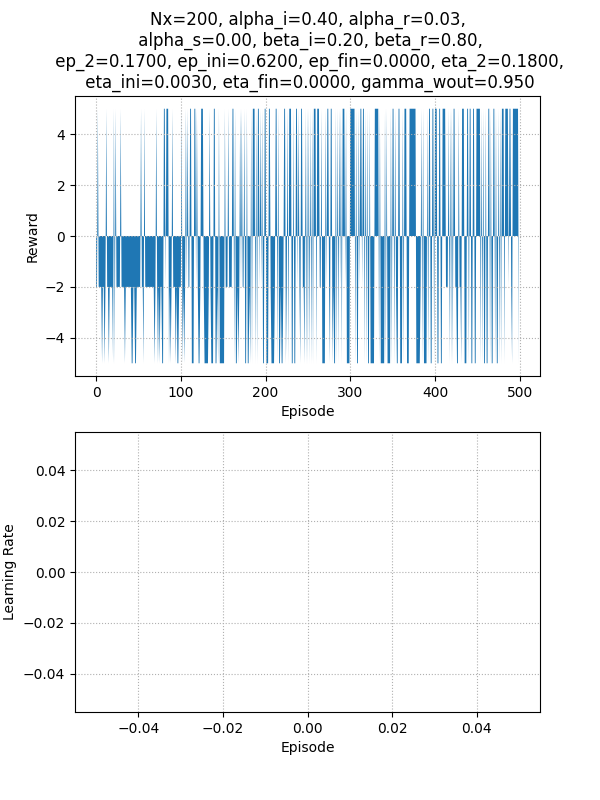 Nx=200, alpha_i=0.40, alpha_r=0.03,
alpha_s=0.00, beta_i=0.20, beta_r=0.80,
ep_2=0.1700, ep_ini=0.6200, ep_fin=0.0000, eta_2=0.1800,
eta_ini=0.0030, eta_fin=0.0000, gamma_wout=0.950
4
2
0
−2
−4
Reward
0 100 200 300 400 500
Episode
0.04
0.02
0.00
−0.02
−0.04
Learning Rate
−0.04 −0.02 0.00 0.02 0.04
Episode